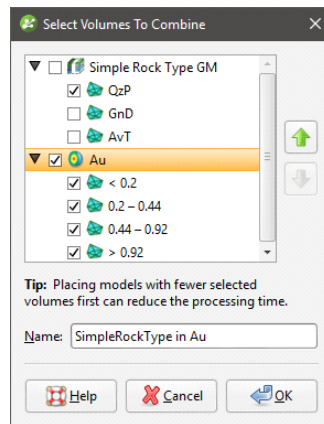 Select Volumes To Combine
Simple Rock Type GM
QzP
GnD
AvT
Au
< 0.2
0.2 – 0.44
0.44 – 0.92
> 0.92
Tip: Placing models with fewer selected
volumes first can reduce the processing time.
Name: SimpleRockType in Au
Help Cancel OK